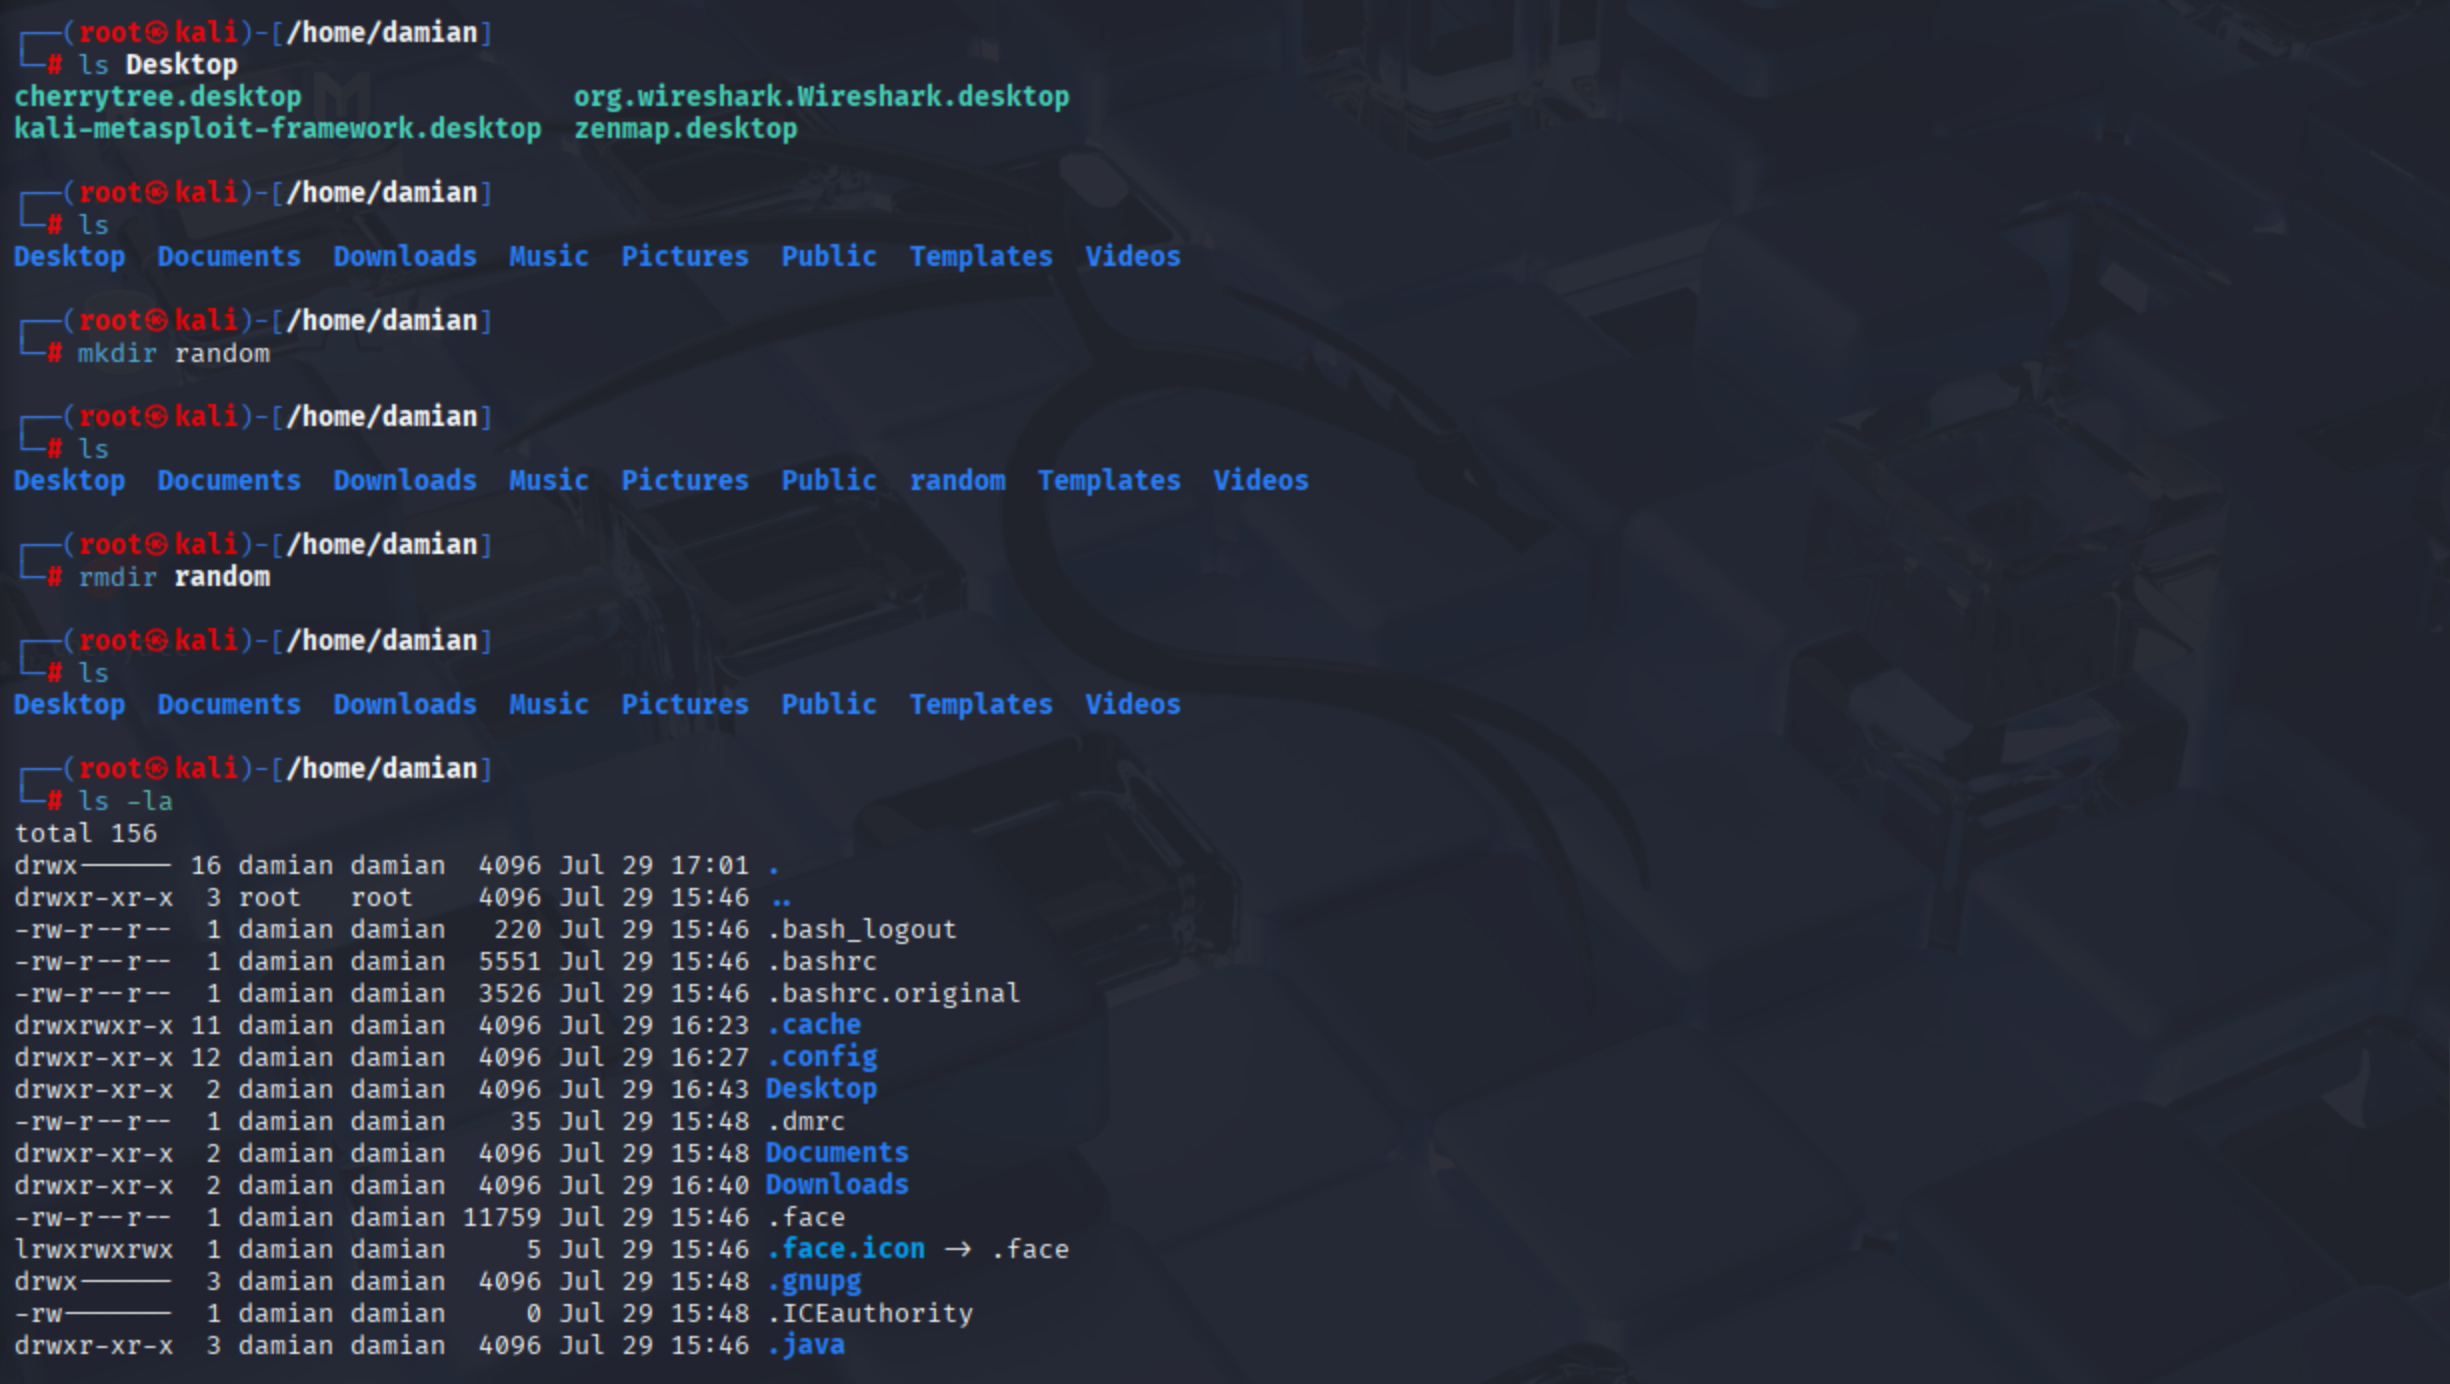 ┌──(root㉿kali)-[/home/damian]
└─# ls Desktop
cherrytree.desktop                 org.wireshark.Wireshark.desktop
kali-metasploit-framework.desktop  zenmap.desktop

┌──(root㉿kali)-[/home/damian]
└─# ls
Desktop  Documents  Downloads  Music  Pictures  Public  Templates  Videos

┌──(root㉿kali)-[/home/damian]
└─# mkdir random

┌──(root㉿kali)-[/home/damian]
└─# ls
Desktop  Documents  Downloads  Music  Pictures  Public  random  Templates  Videos

┌──(root㉿kali)-[/home/damian]
└─# rmdir random

┌──(root㉿kali)-[/home/damian]
└─# ls
Desktop  Documents  Downloads  Music  Pictures  Public  Templates  Videos

┌──(root㉿kali)-[/home/damian]
└─# ls -la
total 156
drwx------ 16 damian damian  4096 Jul 29 17:01 .
drwxr-xr-x  3 root   root    4096 Jul 29 15:46 ..
-rw-r--r--  1 damian damian   220 Jul 29 15:46 .bash_logout
-rw-r--r--  1 damian damian  5551 Jul 29 15:46 .bashrc
-rw-r--r--  1 damian damian  3526 Jul 29 15:46 .bashrc.original
drwxrwxr-x 11 damian damian  4096 Jul 29 16:23 .cache
drwxr-xr-x 12 damian damian  4096 Jul 29 16:27 .config
drwxr-xr-x  2 damian damian  4096 Jul 29 16:43 Desktop
-rw-r--r--  1 damian damian    35 Jul 29 15:48 .dmrc
drwxr-xr-x  2 damian damian  4096 Jul 29 15:48 Documents
drwxr-xr-x  2 damian damian  4096 Jul 29 16:40 Downloads
-rw-r--r--  1 damian damian 11759 Jul 29 15:46 .face
lrwxrwxrwx  1 damian damian     5 Jul 29 15:46 .face.icon -> .face
drwx------  3 damian damian  4096 Jul 29 15:48 .gnupg
-rw-------  1 damian damian     0 Jul 29 15:48 .ICEauthority
drwxr-xr-x  3 damian damian  4096 Jul 29 15:46 .java